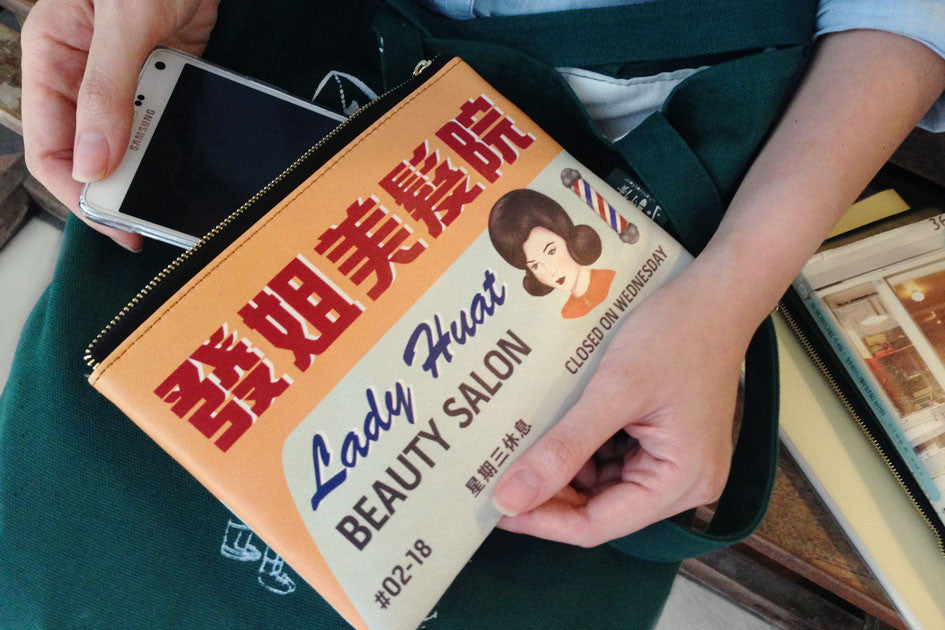 SAMSUNG
發姐美髮院
Lady Huat
BEAUTY SALON
星期三休息
CLOSED ON WEDNESDAY
#02-18